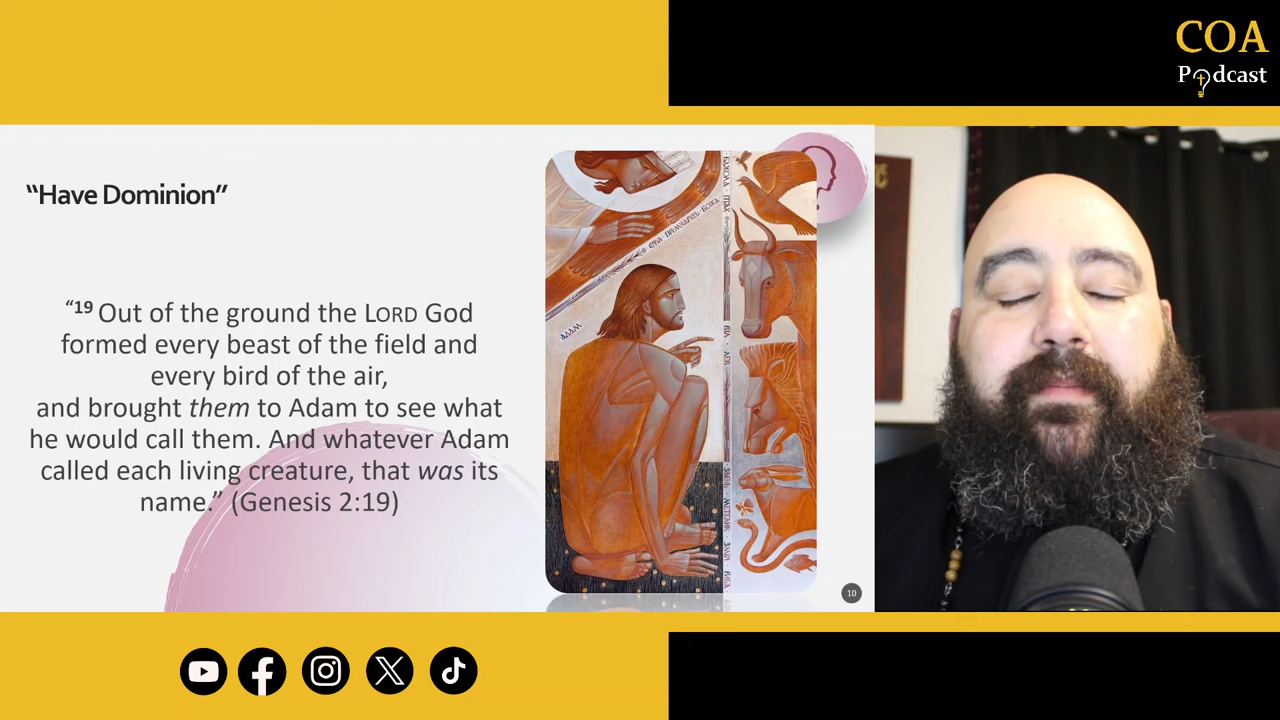 COA
Podcast
“Have Dominion”
“19 Out of the ground the LORD God
formed every beast of the field and
every bird of the air,
and brought them to Adam to see what
he would call them. And whatever Adam
called each living creature, that was its
name.” (Genesis 2:19)
10